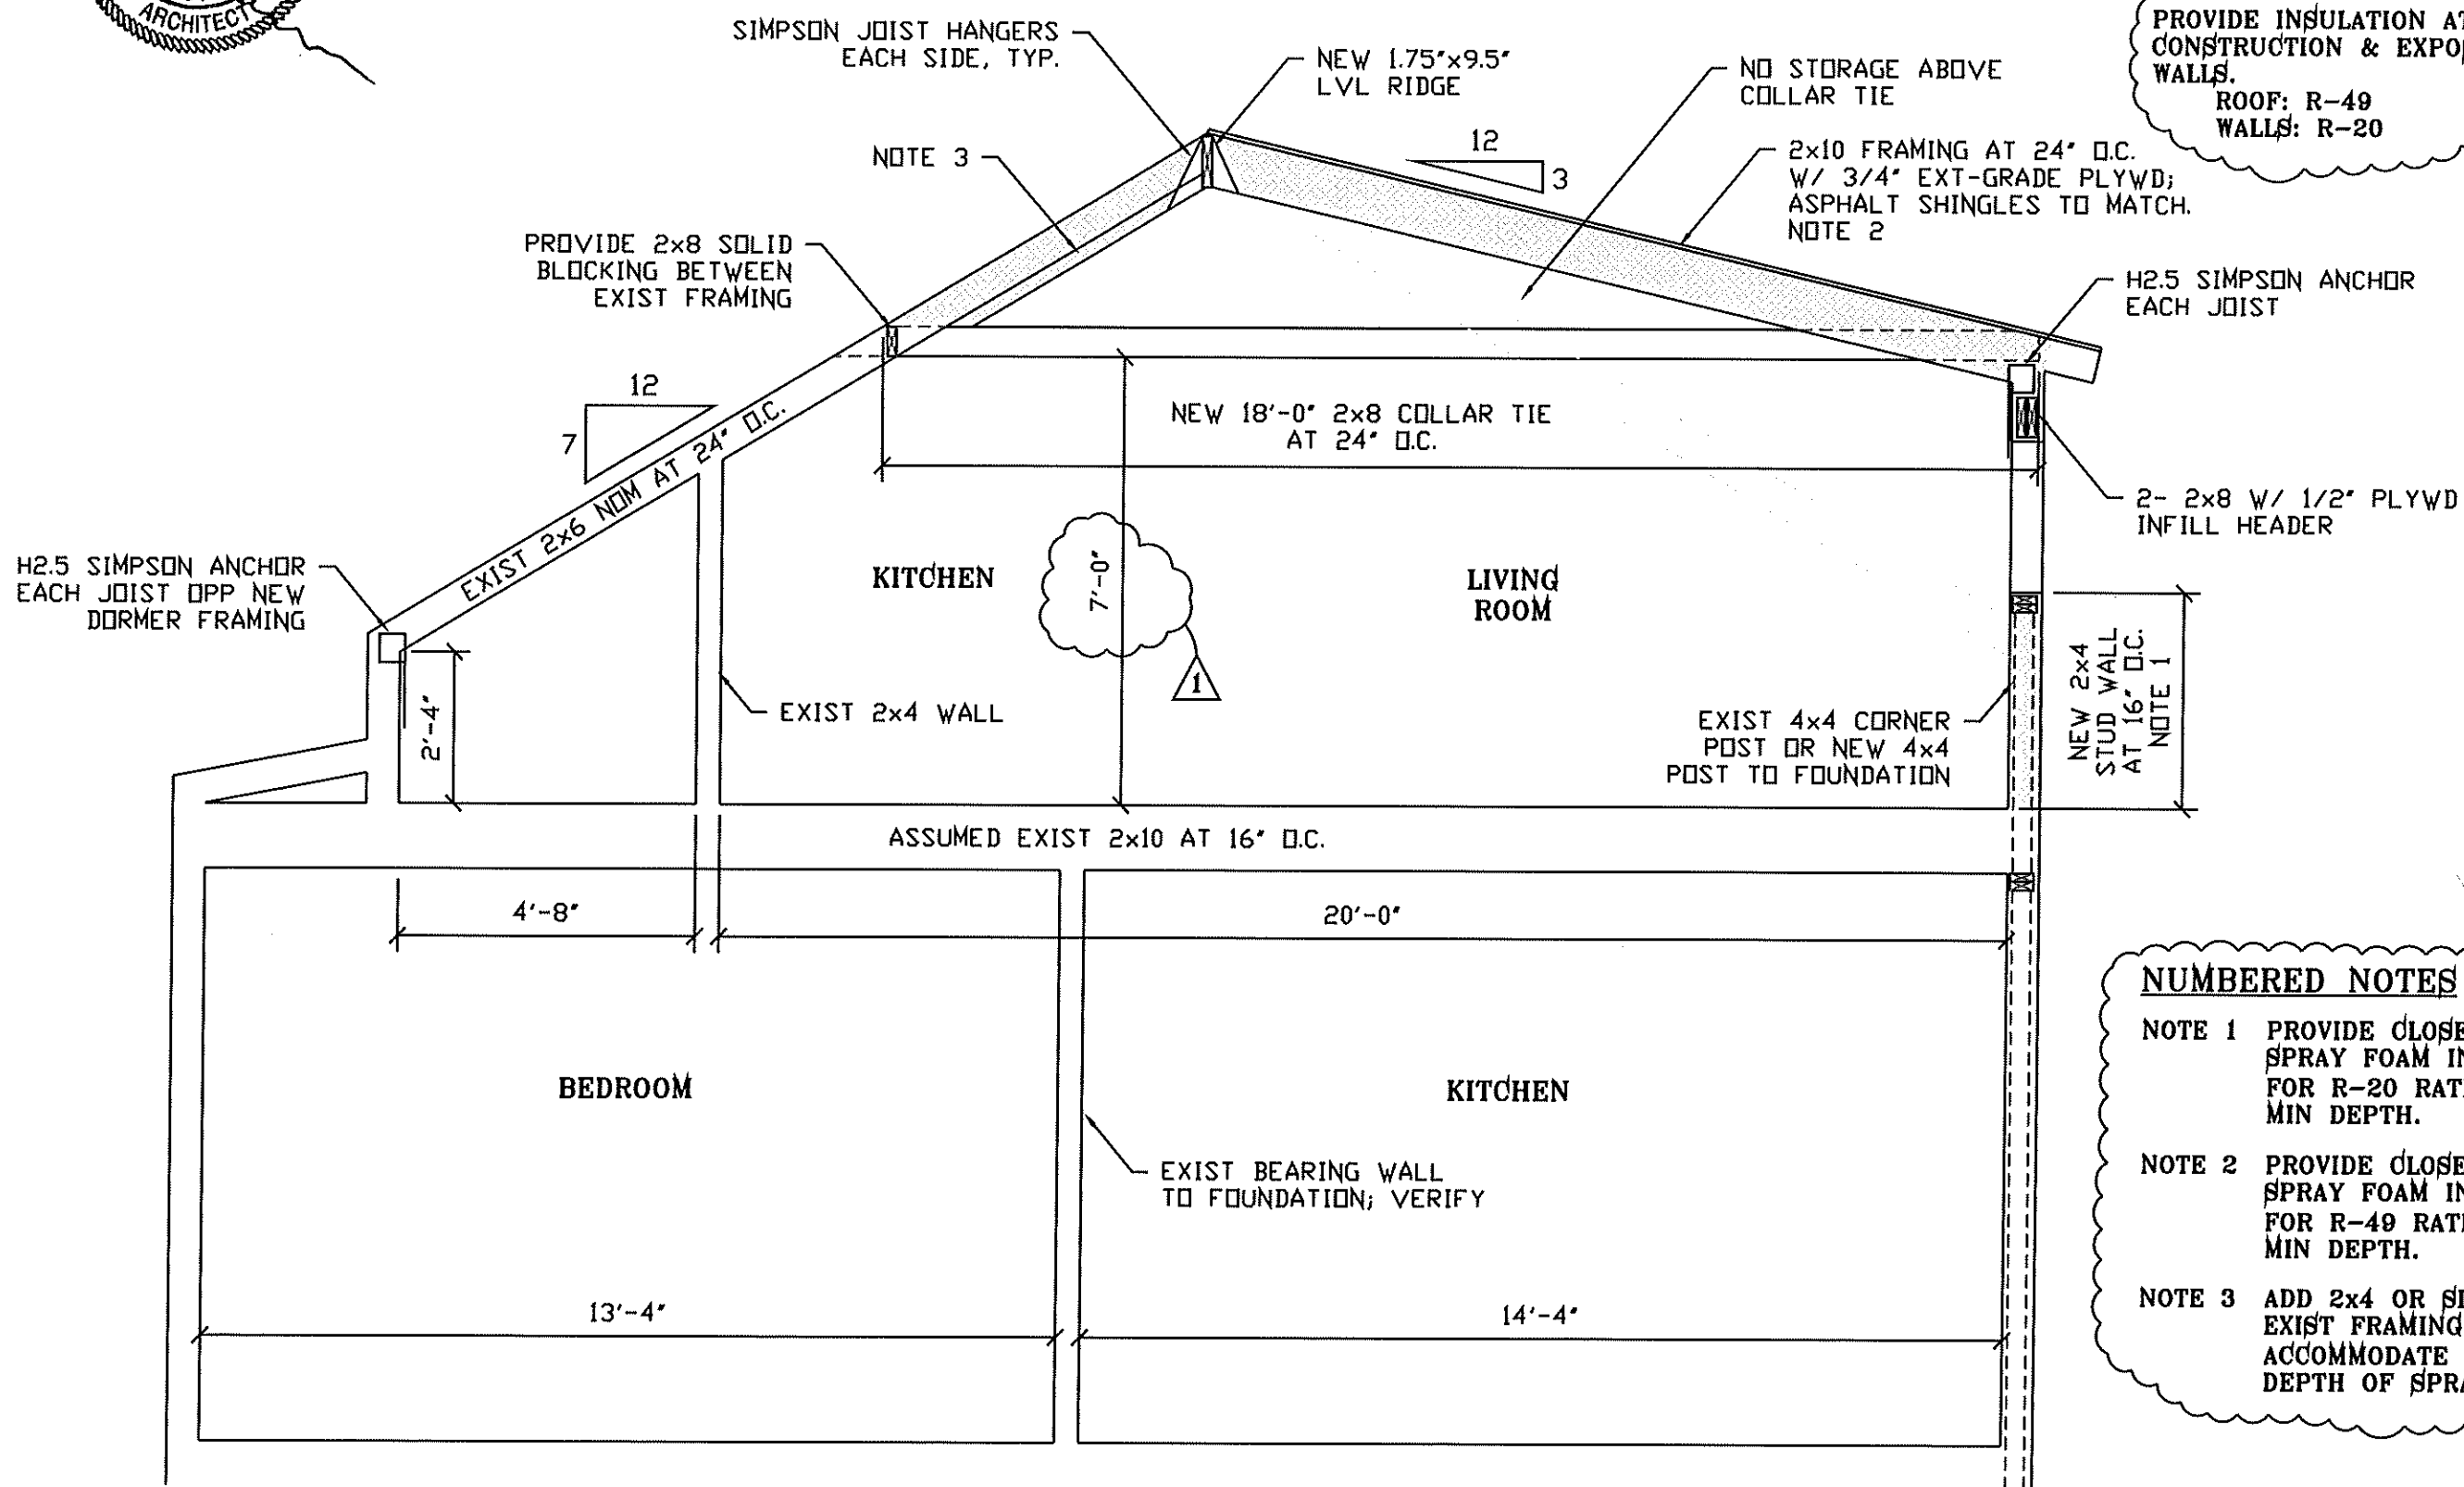 ARCHITECT
SIMPSON JOIST HANGERS
EACH SIDE, TYP.
NEW 1.75"x9.5"
LVL RIDGE
NO STORAGE ABOVE
COLLAR TIE
PROVIDE INSULATION AT
CONSTRUCTION &
WALLS.
ROOF: R-49
WALLS: R-20
NOTE 3
12
3
2x10 FRAMING AT 24" O.C.
W/ 3/4" EXT-GRADE PLYWD;
ASPHALT SHINGLES TO MATCH.
NOTE 2
PROVIDE 2x8 SOLID
BLOCKING BETWEEN
EXIST FRAMING
H2.5 SIMPSON ANCHOR
EACH JOIST
12
7
NEW 18'-0" 2x8 COLLAR TIE
AT 24" O.C.
EXIST 2x6 NOM AT 24" O.C.
2- 2x8 W/ 1/2" PLYWD
INFILL HEADER
H2.5 SIMPSON ANCHOR
EACH JOIST OPP NEW
DORMER FRAMING
KITCHEN
7'-0"
LIVING
ROOM
1
2'-4"
EXIST 2x4 WALL
EXIST 4x4 CORNER
POST OR NEW 4x4
POST TO FOUNDATION
NEW 2x4
STUD WALL
AT 16" O.C.
NOTE 1
ASSUMED EXIST 2x10 AT 16" O.C.
4'-8"
20'-0"
BEDROOM
KITCHEN
EXIST BEARING WALL
TO FOUNDATION; VERIFY
13'-4"
14'-4"
NUMBERED NOTES
NOTE 1 PROVIDE
SPRAY FOAM
FOR R-20
MIN DEPTH.
NOTE 2 PROVIDE
SPRAY FOAM
FOR R-49
MIN DEPTH.
NOTE 3 ADD 2x4 OR
EXIST FRAMING
ACCOMMODATE
DEPTH OF